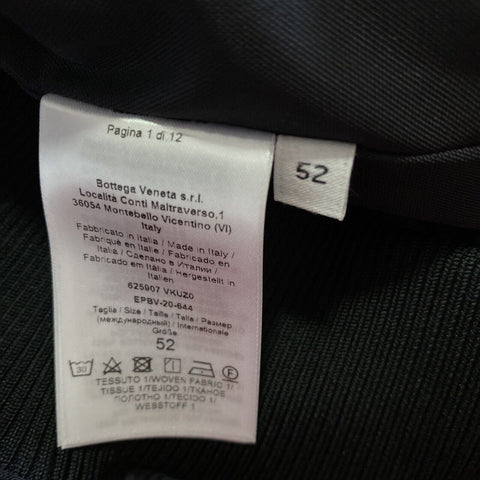 Pagina 1 di 12
52
Bottega Veneta s.r.l.
Località Conti Maltraverso,1
36054 Montebello Vicentino (VI)
Italy
Fabbricato in Italia / Made in Italy /
Fabriqué en Italie / Fabricado en
Italia / Сделано в Италии /
Fabricado em Itália / Hergestellt in
Italien
625907 VKUZ0
EPBV-20-644
Taglia / Size / Taille / Talla / Размер
(международный) / Internationale
Größe
52
30
F
TESSUTO 1/WOVEN FABRIC 1/
TISSUE 1/TEJIDO 1/ТКАНОЕ
ПОЛОТНО 1/TECIDO 1/
WEBSTOFF 1